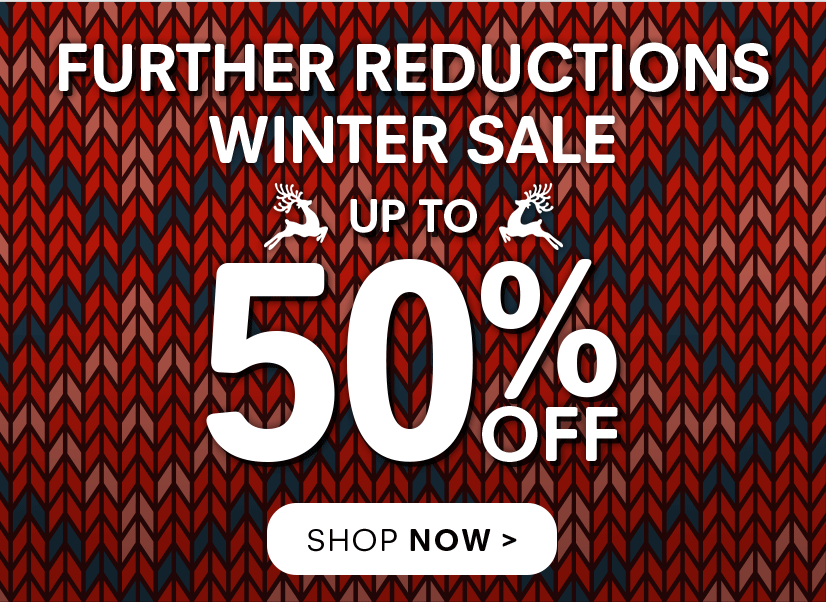 FURTHER REDUCTIONS
WINTER SALE
UP TO
50%
OFF
SHOP NOW >